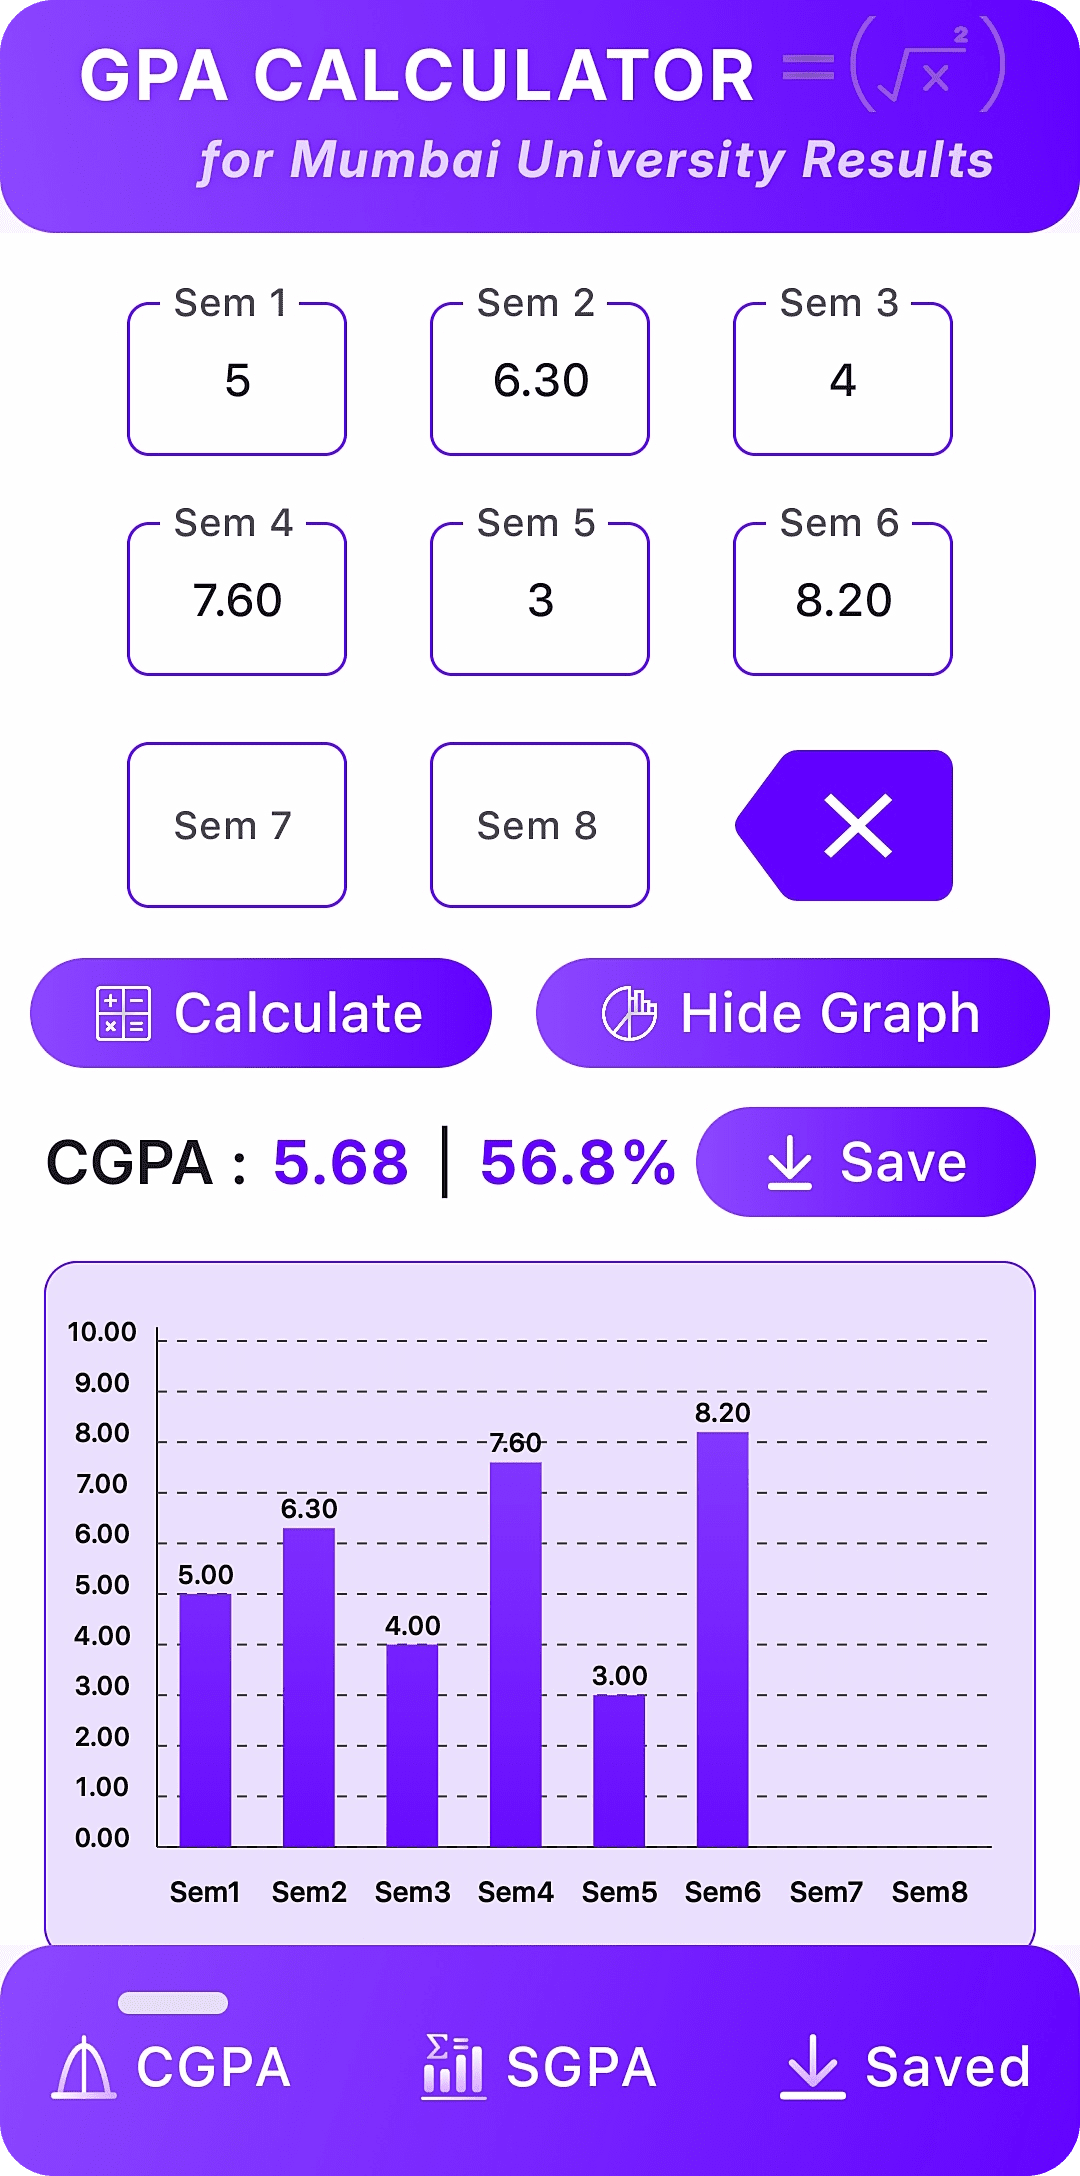 GPA CALCULATOR =(√x²)
for Mumbai University Results
Sem 1 Sem 2 Sem 3
5 6.30 4
Sem 4 Sem 5 Sem 6
7.60 3 8.20
Sem 7 Sem 8
Calculate Hide Graph
CGPA : 5.68 | 56.8% Save
10.00
9.00
8.20
8.00
7.60
7.00
6.30
6.00
5.00
5.00
4.00
4.00
3.00
3.00
2.00
1.00
0.00
Sem1 Sem2 Sem3 Sem4 Sem5 Sem6 Sem7 Sem8
CGPA SGPA Saved